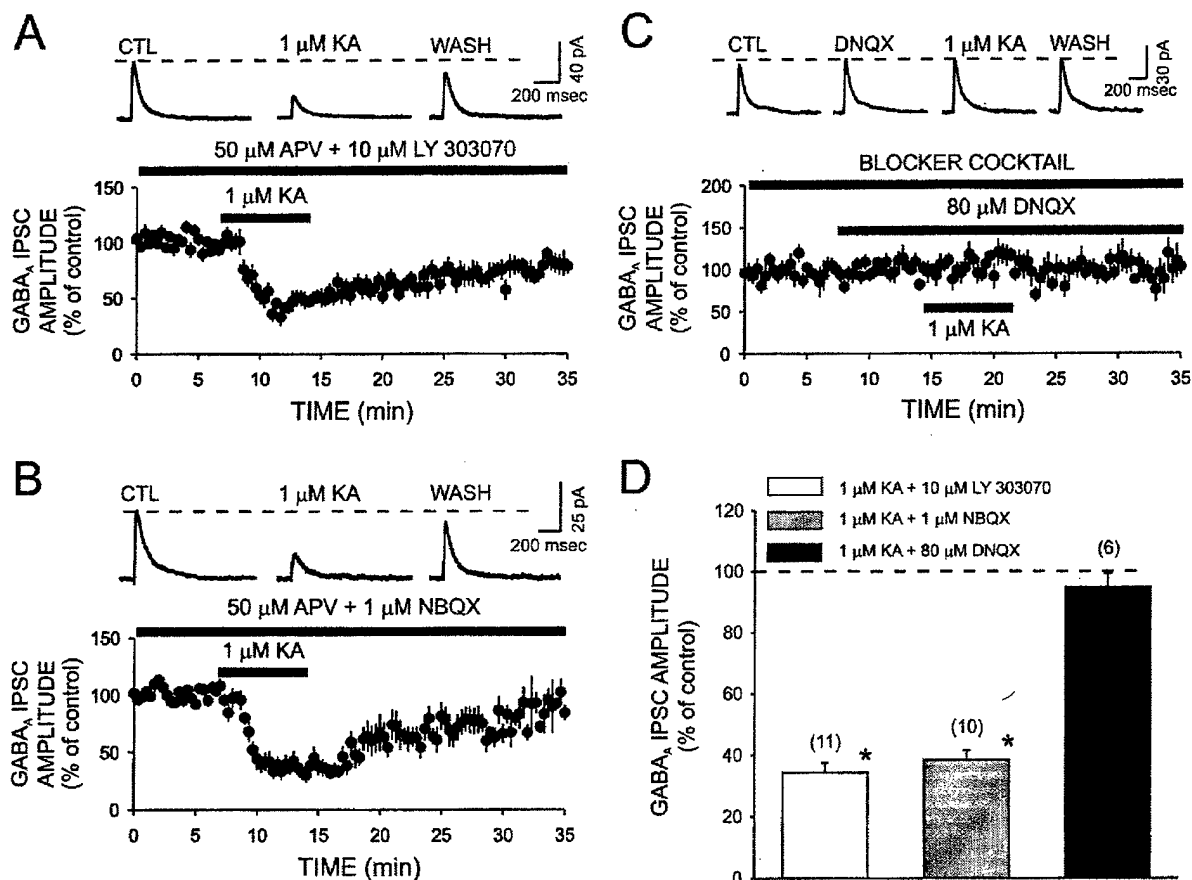 A
CTL
1 µM KA
WASH
40 pA
200 msec
50 µM APV + 10 µM LY 303070
1 µM KA
GABAA IPSC
AMPLITUDE
(% of control)
150
100
50
0
0 5 10 15 20 25 30 35
TIME (min)
B
CTL
1 µM KA
WASH
25 pA
200 msec
50 µM APV + 1 µM NBQX
1 µM KA
GABAA IPSC
AMPLITUDE
(% of control)
150
100
50
0
0 5 10 15 20 25 30 35
TIME (min)
C
CTL
DNQX
1 µM KA
WASH
30 pA
200 msec
BLOCKER COCKTAIL
80 µM DNQX
1 µM KA
GABAA IPSC
AMPLITUDE
(% of control)
200
150
100
50
0
0 5 10 15 20 25 30 35
TIME (min)
D
1 µM KA + 10 µM LY 303070
1 µM KA + 1 µM NBQX
1 µM KA + 80 µM DNQX
GABAA IPSC AMPLITUDE
(% of control)
120
100
80
60
40
20
0
(11) *
(10) *
(6)